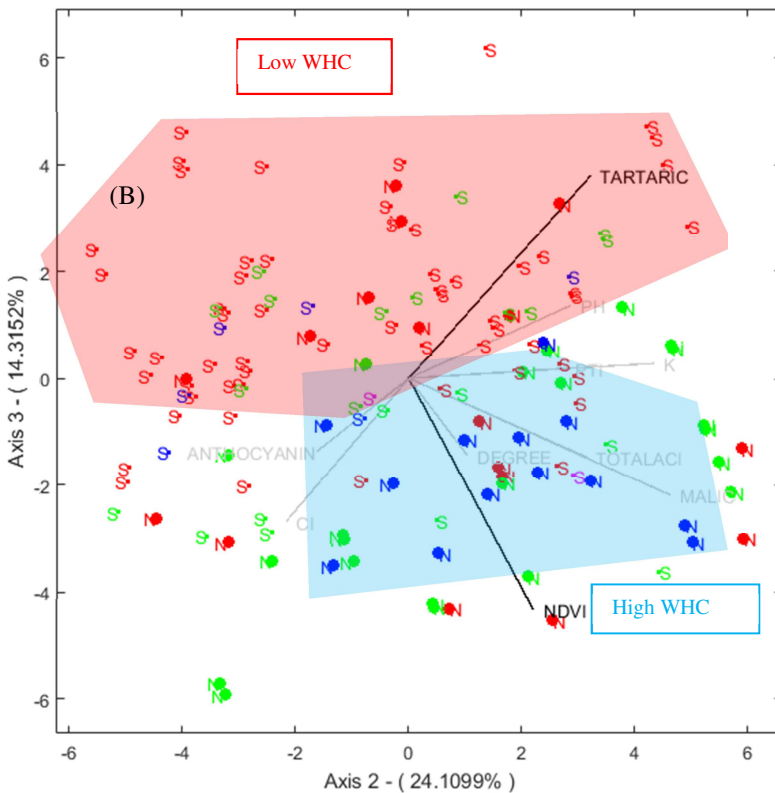 Low WHC
(B)
TARTARIC
PH
PTI
K
ANTHOCYANIN
DEGREE
TOTALACI
MALIC
CI
NDVI
High WHC
Axis 3 - ( 14.3152%)
6
4
2
0
-2
-4
-6
-6
-4
-2
0
2
4
6
Axis 2 - ( 24.1099%)